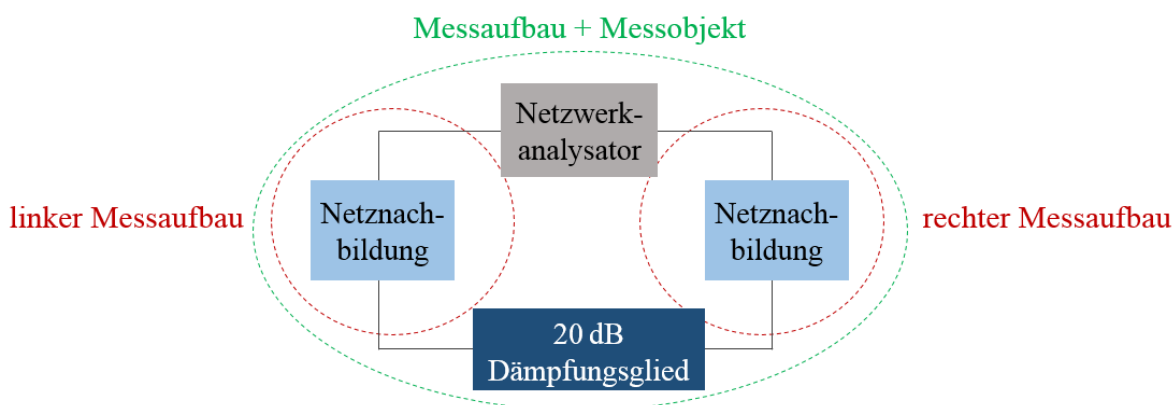 Messaufbau + Messobjekt
Netzwerk-
analysator
linker Messaufbau
Netznach-
bildung
Netznach-
bildung
rechter Messaufbau
20 dB
Dämpfungsglied